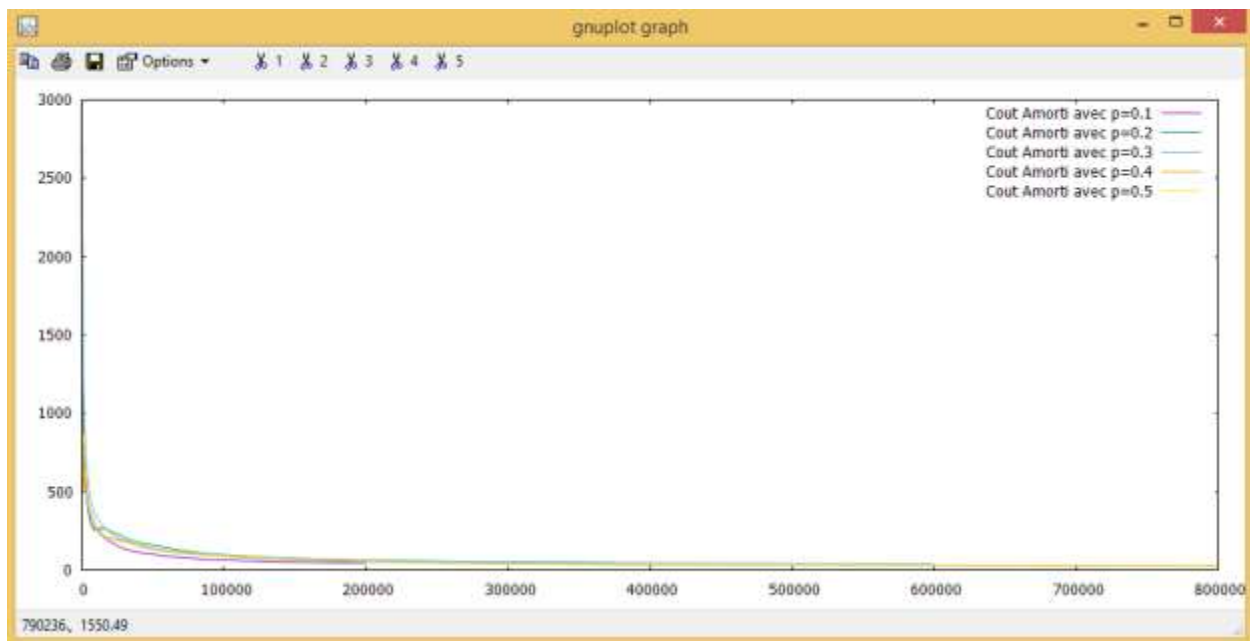 gnuplot graph
Options 1 2 3 4 5
3000
2500
2000
1500
1000
500
0
Cout Amorti avec p=0.1
Cout Amorti avec p=0.2
Cout Amorti avec p=0.3
Cout Amorti avec p=0.4
Cout Amorti avec p=0.5
0 100000 200000 300000 400000 500000 600000 700000 800000
790236, 1550.49